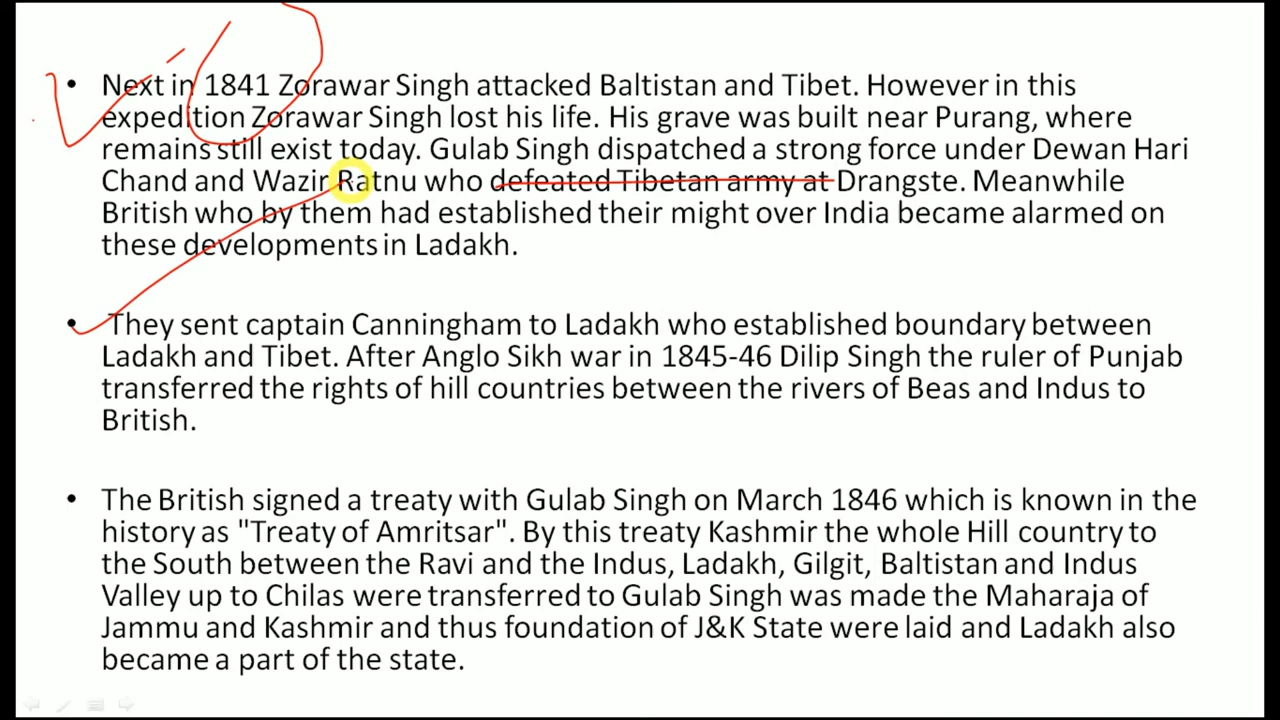 • Next in 1841 Zorawar Singh attacked Baltistan and Tibet. However in this
expedition Zorawar Singh lost his life. His grave was built near Purang, where
remains still exist today. Gulab Singh dispatched a strong force under Dewan Hari
Chand and Wazir Ratnu who defeated Tibetan army at Drangste. Meanwhile
British who by them had established their might over India became alarmed on
these developments in Ladakh.
• They sent captain Canningham to Ladakh who established boundary between
Ladakh and Tibet. After Anglo Sikh war in 1845-46 Dilip Singh the ruler of Punjab
transferred the rights of hill countries between the rivers of Beas and Indus to
British.
• The British signed a treaty with Gulab Singh on March 1846 which is known in the
history as "Treaty of Amritsar". By this treaty Kashmir the whole Hill country to
the South between the Ravi and the Indus, Ladakh, Gilgit, Baltistan and Indus
Valley up to Chilas were transferred to Gulab Singh was made the Maharaja of
Jammu and Kashmir and thus foundation of J&K State were laid and Ladakh also
became a part of the state.